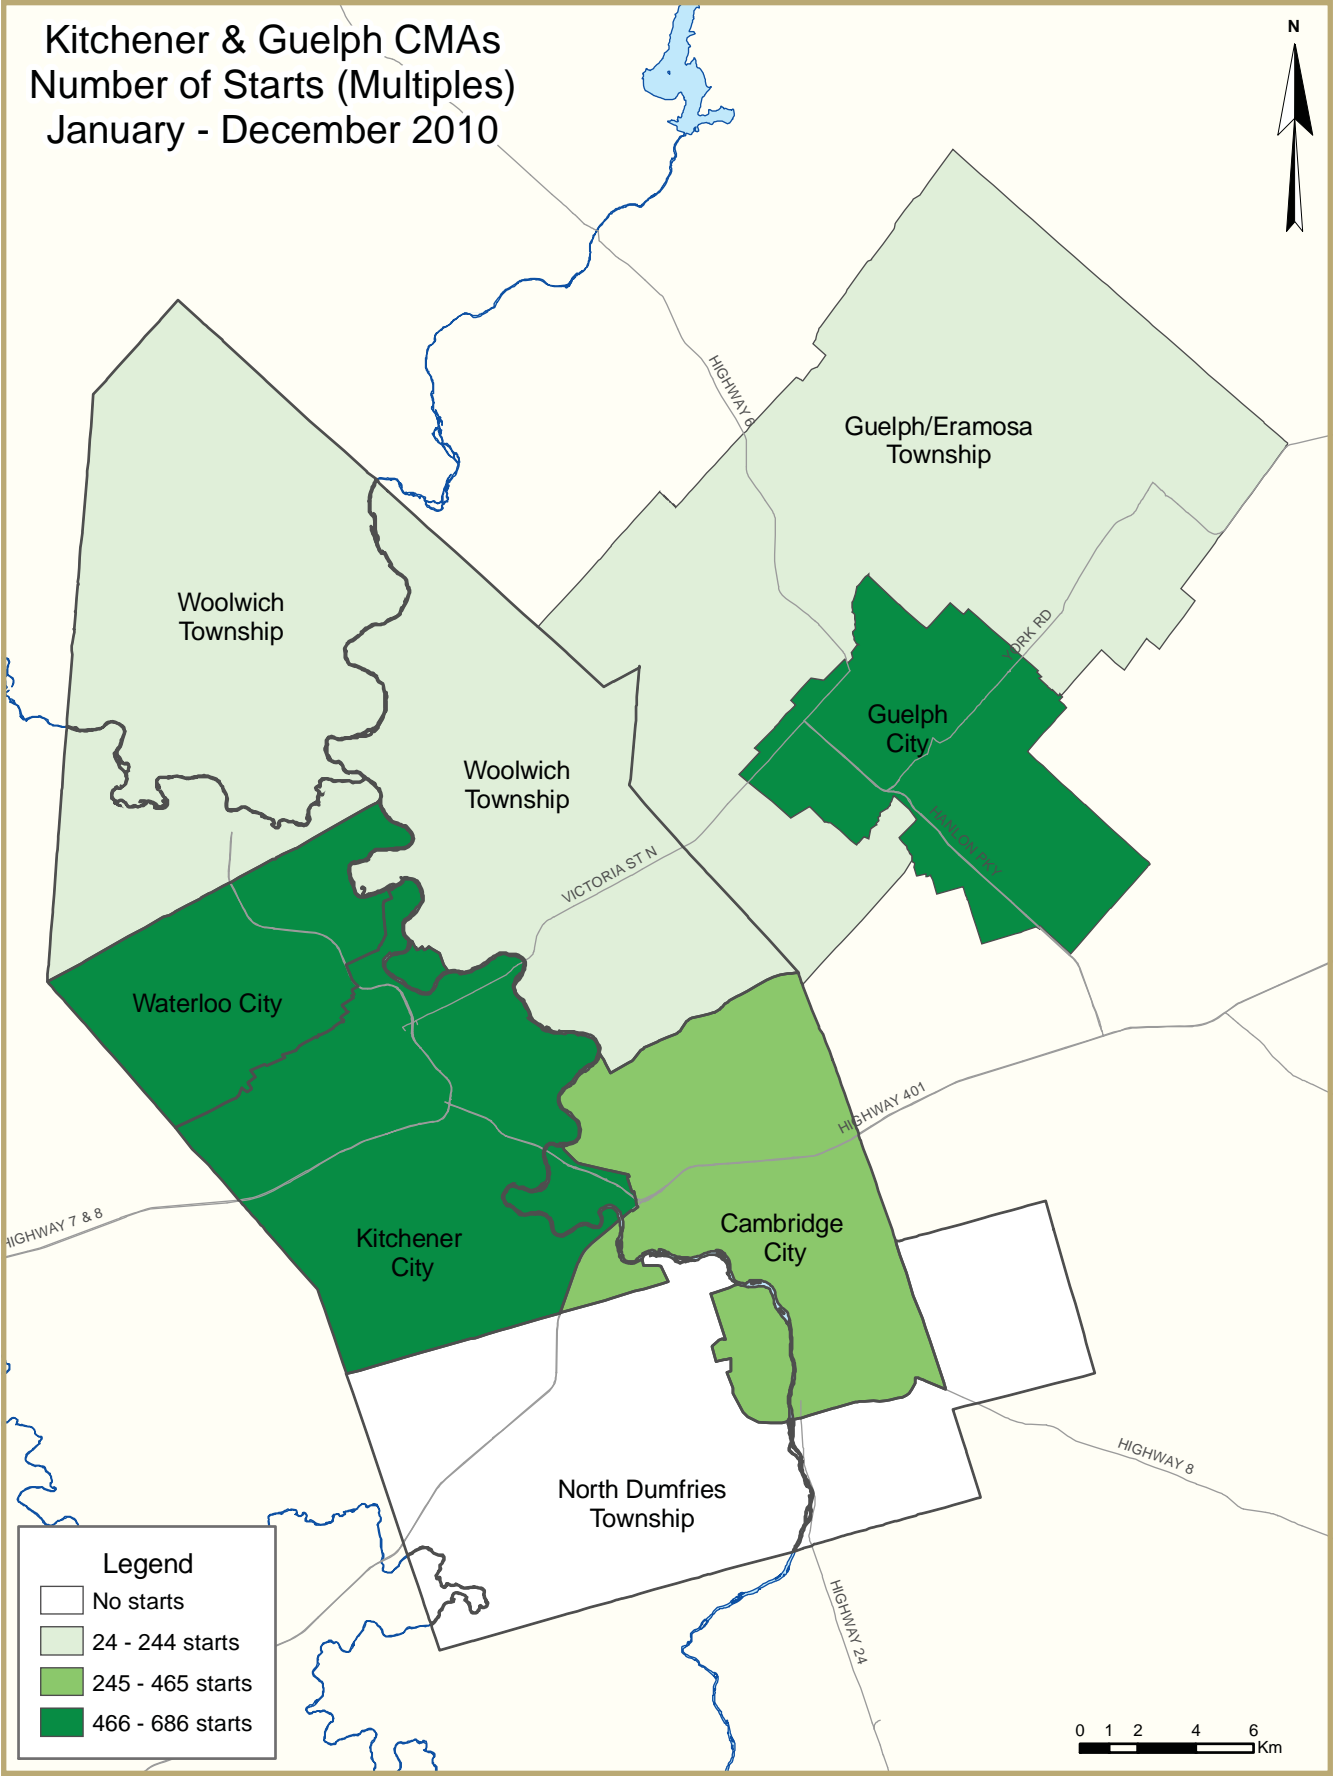 Kitchener & Guelph CMAs
Number of Starts (Multiples)
January - December 2010
N
HIGHWAY 6
Guelph/Eramosa
Township
Woolwich
Township
YORK RD
Guelph
City
Woolwich
Township
HANLON PKY
VICTORIA ST N
Waterloo City
HIGHWAY 401
HIGHWAY 7 & 8
Kitchener
City
Cambridge
City
HIGHWAY 8
North Dumfries
Township
HIGHWAY 24
Legend
No starts
24 - 244 starts
245 - 465 starts
466 - 686 starts
0 1 2 4 6
Km